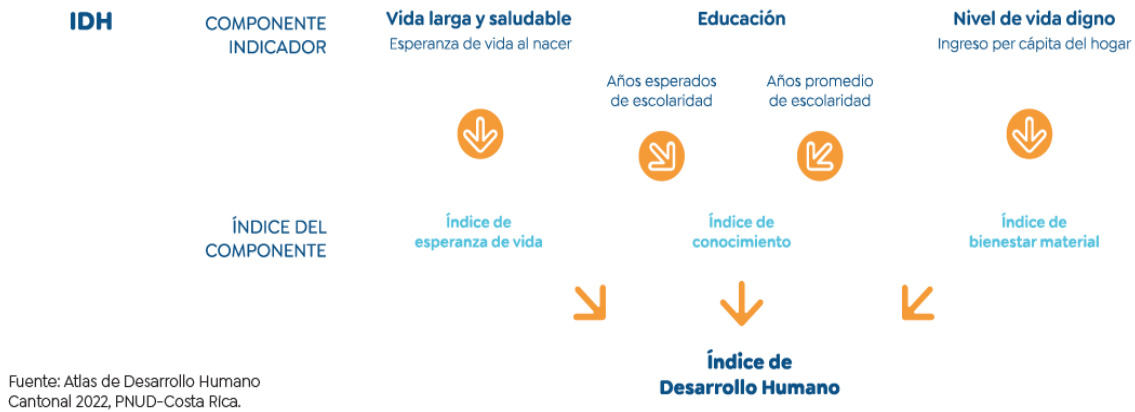 IDH
COMPONENTE
INDICADOR
Vida larga y saludable
Esperanza de vida al nacer
Educación
Años esperados
de escolaridad
Años promedio
de escolaridad
Nivel de vida digno
Ingreso per cápita del hogar
ÍNDICE DEL
COMPONENTE
Índice de
esperanza de vida
Índice de
conocimiento
Índice de
bienestar material
Índice de
Desarrollo Humano
Fuente: Atlas de Desarrollo Humano
Cantonal 2022, PNUD-Costa Rica.